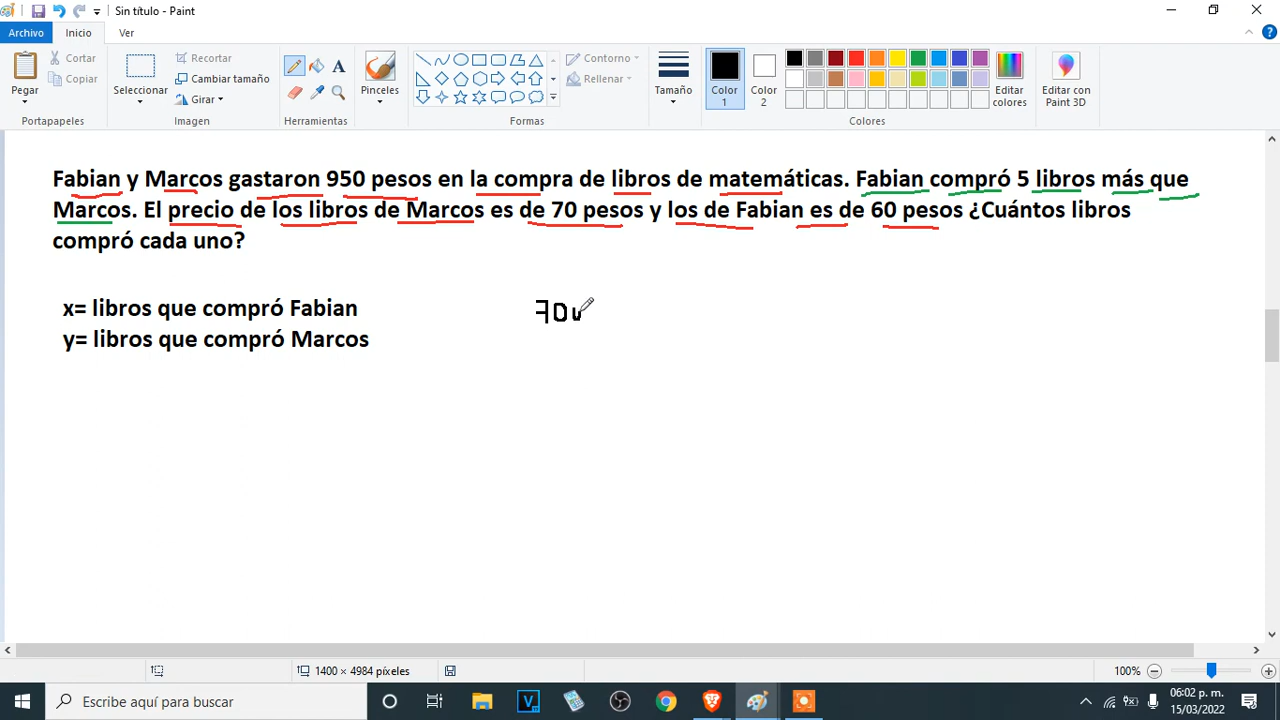 Sin título - Paint
Archivo Inicio Ver
Pegar
Cortar
Copiar
Portapapeles
Seleccionar
Recortar
Cambiar tamaño
Girar
Imagen
A
Herramientas
Pinceles
Contorno
Rellenar
Formas
Tamaño
Color 1
Color 2
Editar colores
Editar con Paint 3D
Colores
Fabian y Marcos gastaron 950 pesos en la compra de libros de matemáticas. Fabian compró 5 libros más que
Marcos. El precio de los libros de Marcos es de 70 pesos y los de Fabian es de 60 pesos ¿Cuántos libros
compró cada uno?
x= libros que compró Fabian
y= libros que compró Marcos
70
1400 × 4984 píxeles
100%
Escribe aquí para buscar
V
06:02 p. m.
15/03/2022